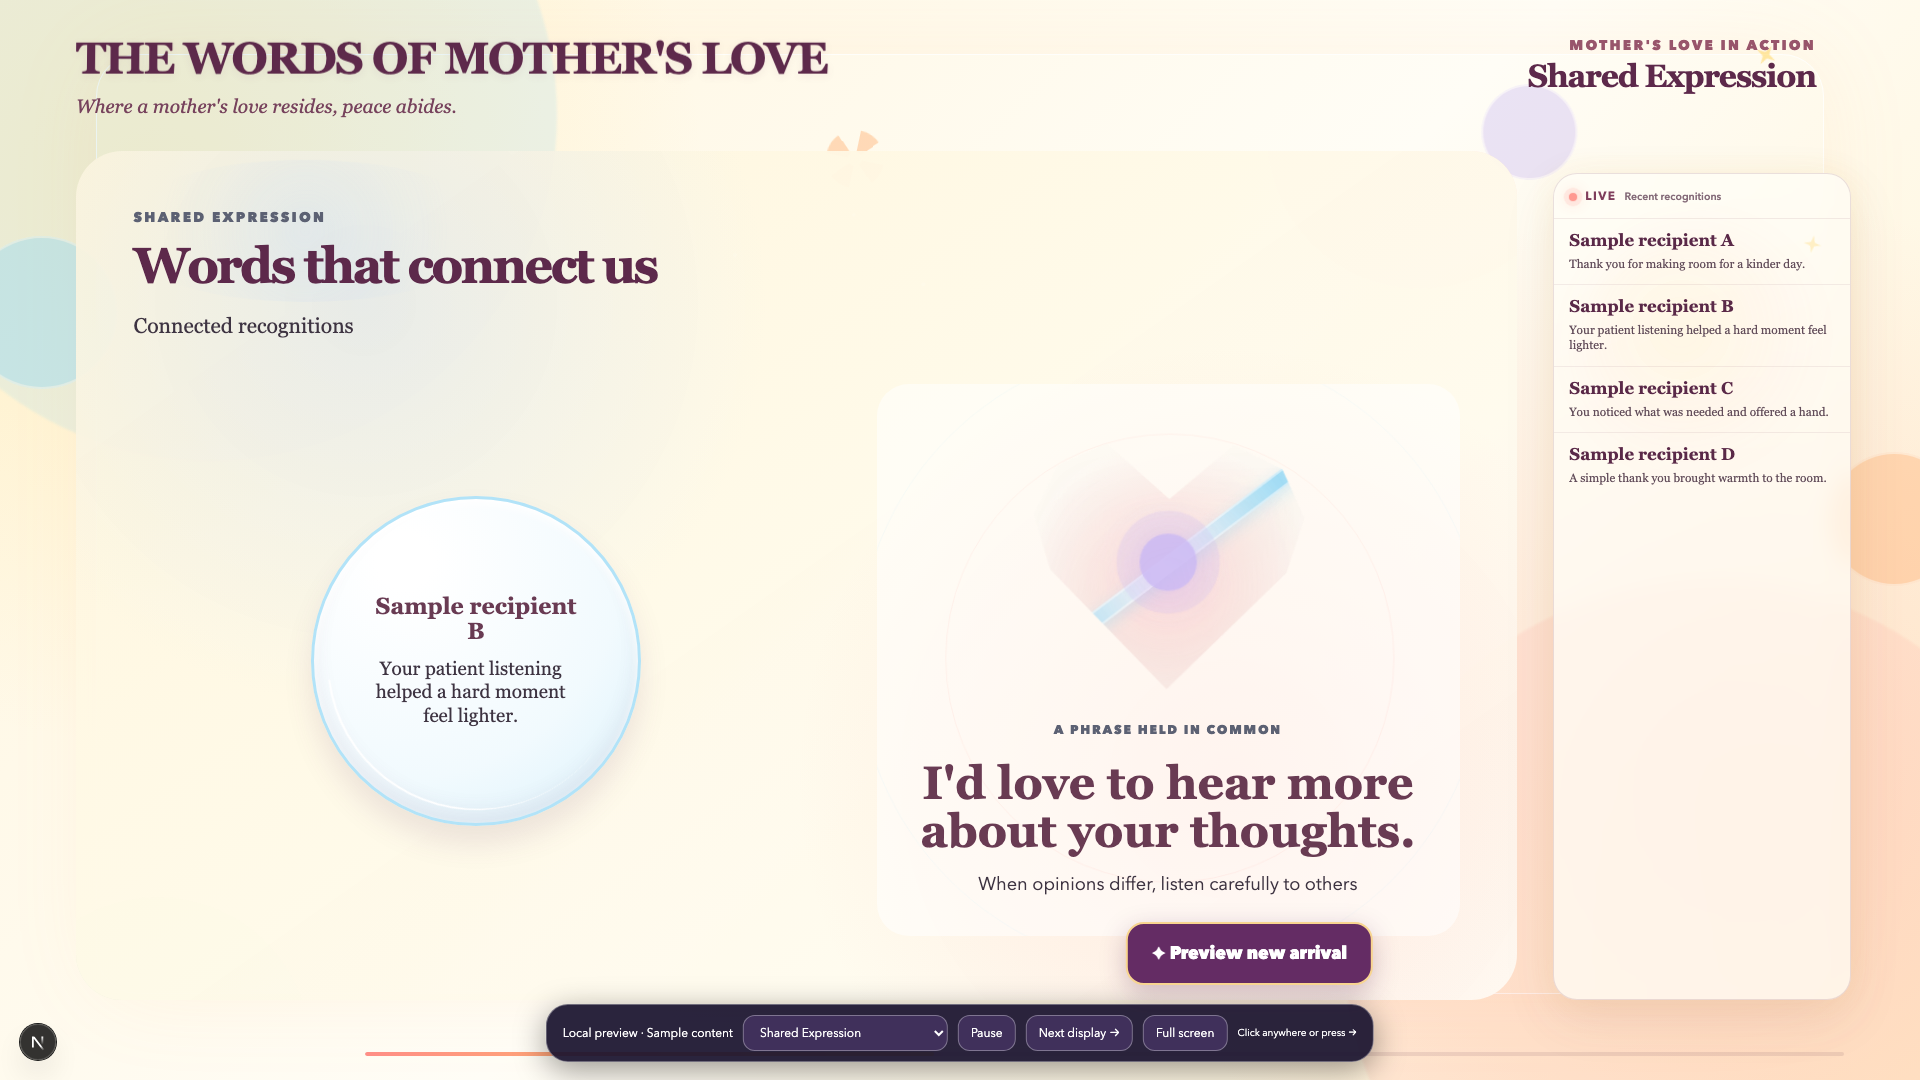 THE WORDS OF MOTHER'S LOVE
Where a mother's love resides, peace abides.
MOTHER'S LOVE IN ACTION
Shared Expression
SHARED EXPRESSION
Words that connect us
Connected recognitions
Sample recipient
B
Your patient listening
helped a hard moment
feel lighter.
A PHRASE HELD IN COMMON
I'd love to hear more
about your thoughts.
When opinions differ, listen carefully to others
✦ Preview new arrival
LIVE Recent recognitions
Sample recipient A
Thank you for making room for a kinder day.
Sample recipient B
Your patient listening helped a hard moment feel
lighter.
Sample recipient C
You noticed what was needed and offered a hand.
Sample recipient D
A simple thank you brought warmth to the room.
N
Local preview · Sample content Shared Expression Pause Next display → Full screen Click anywhere or press →